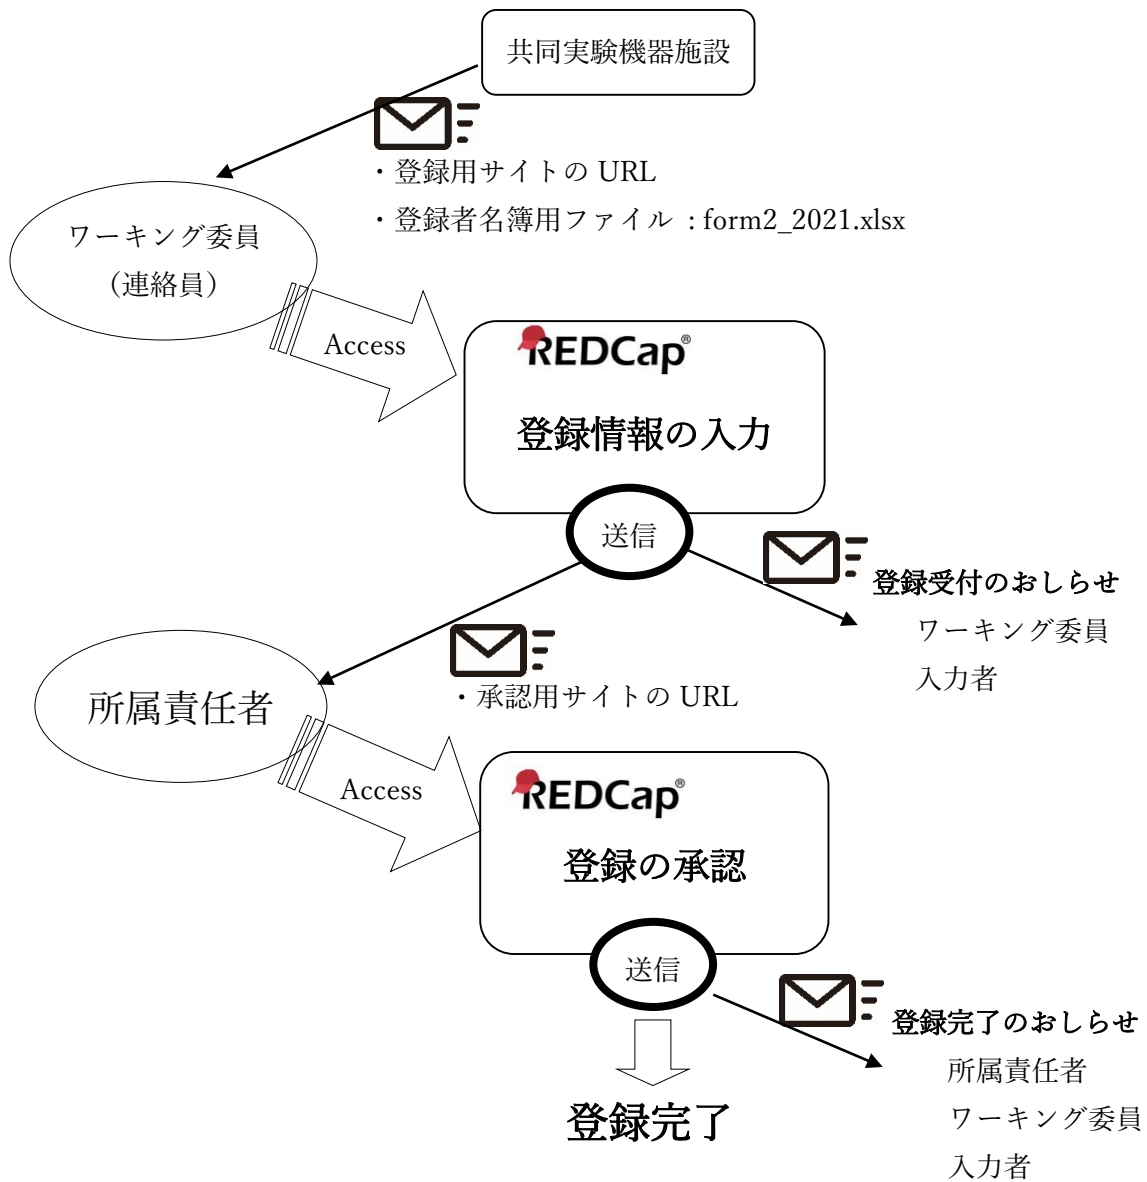 共同実験機器施設
・登録用サイトの URL
・登録者名簿用ファイル：form2_2021.xlsx
ワーキング委員
（連絡員）
Access
REDCap®
登録情報の入力
送信
登録受付のおしらせ
ワーキング委員
入力者
・承認用サイトの URL
所属責任者
Access
REDCap®
登録の承認
送信
登録完了のおしらせ
所属責任者
ワーキング委員
入力者
登録完了